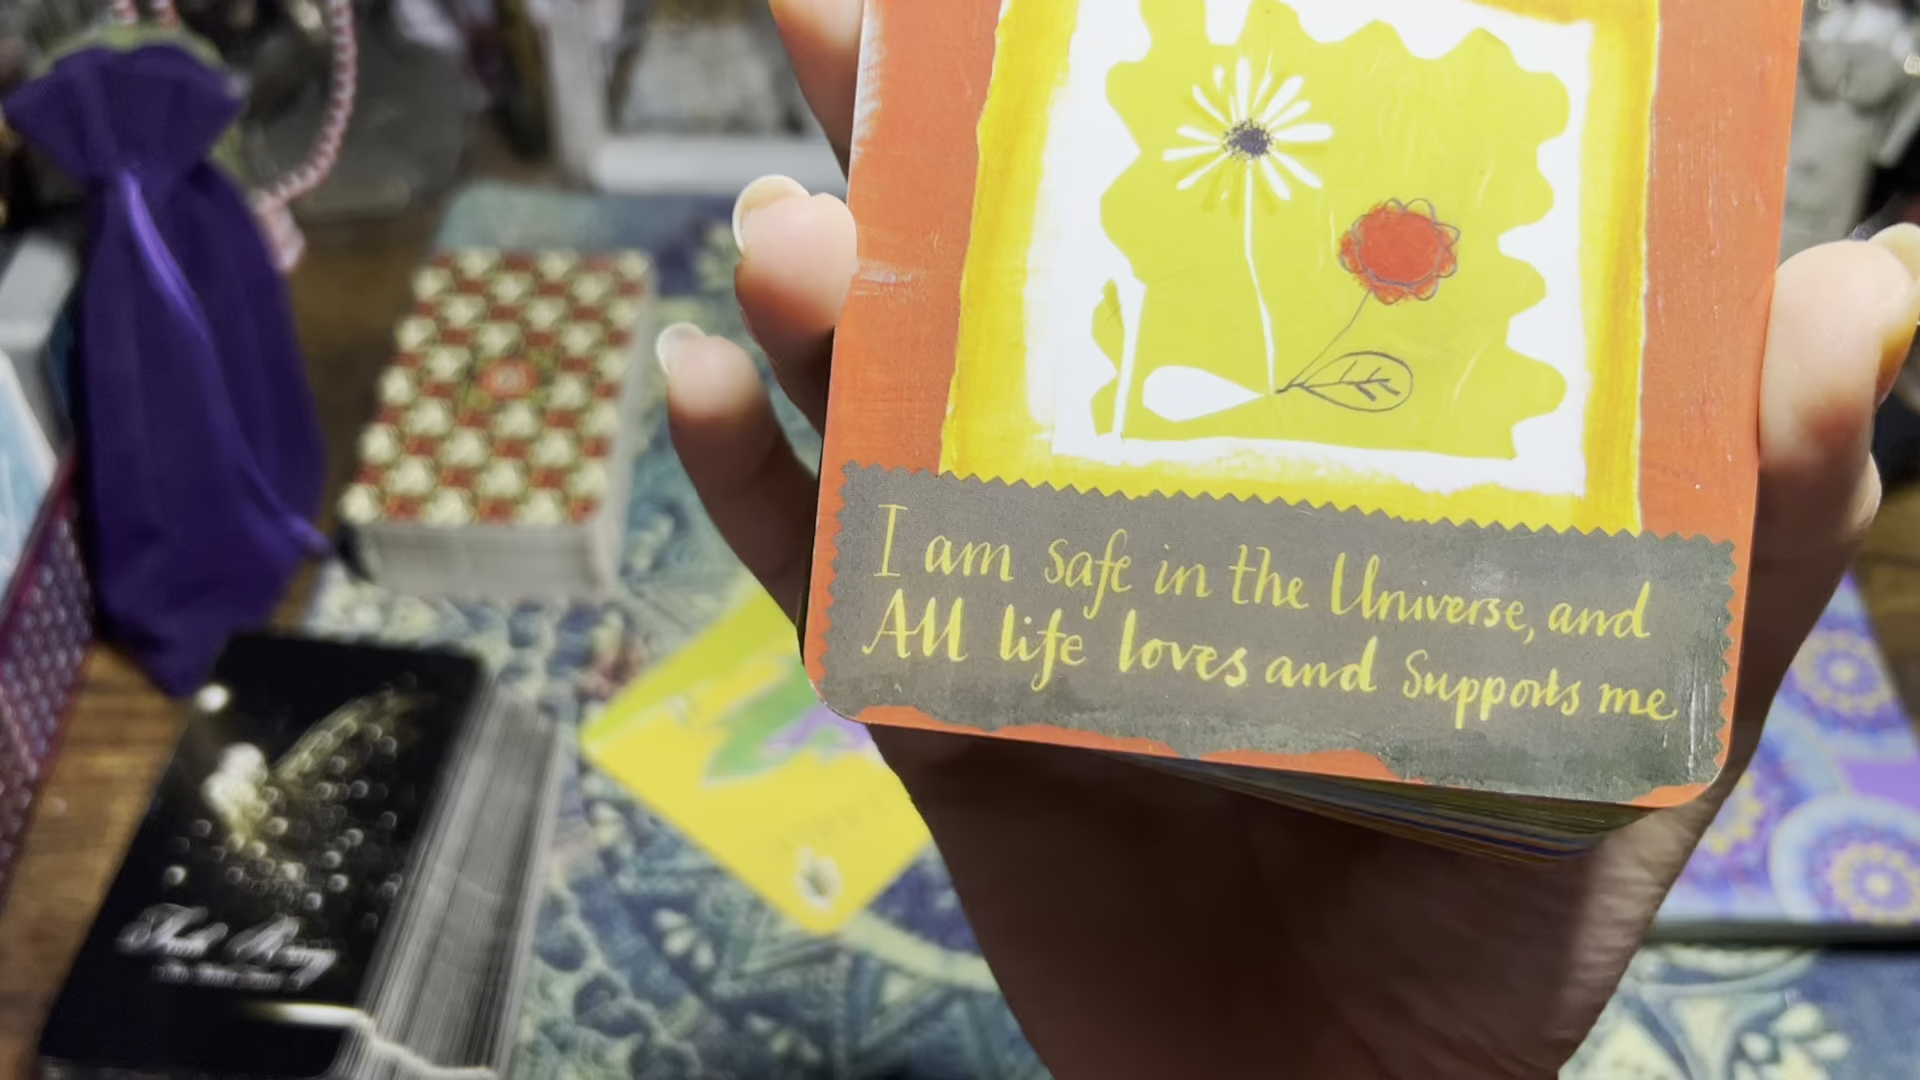 I am safe in the Universe, and
All life loves and Supports me